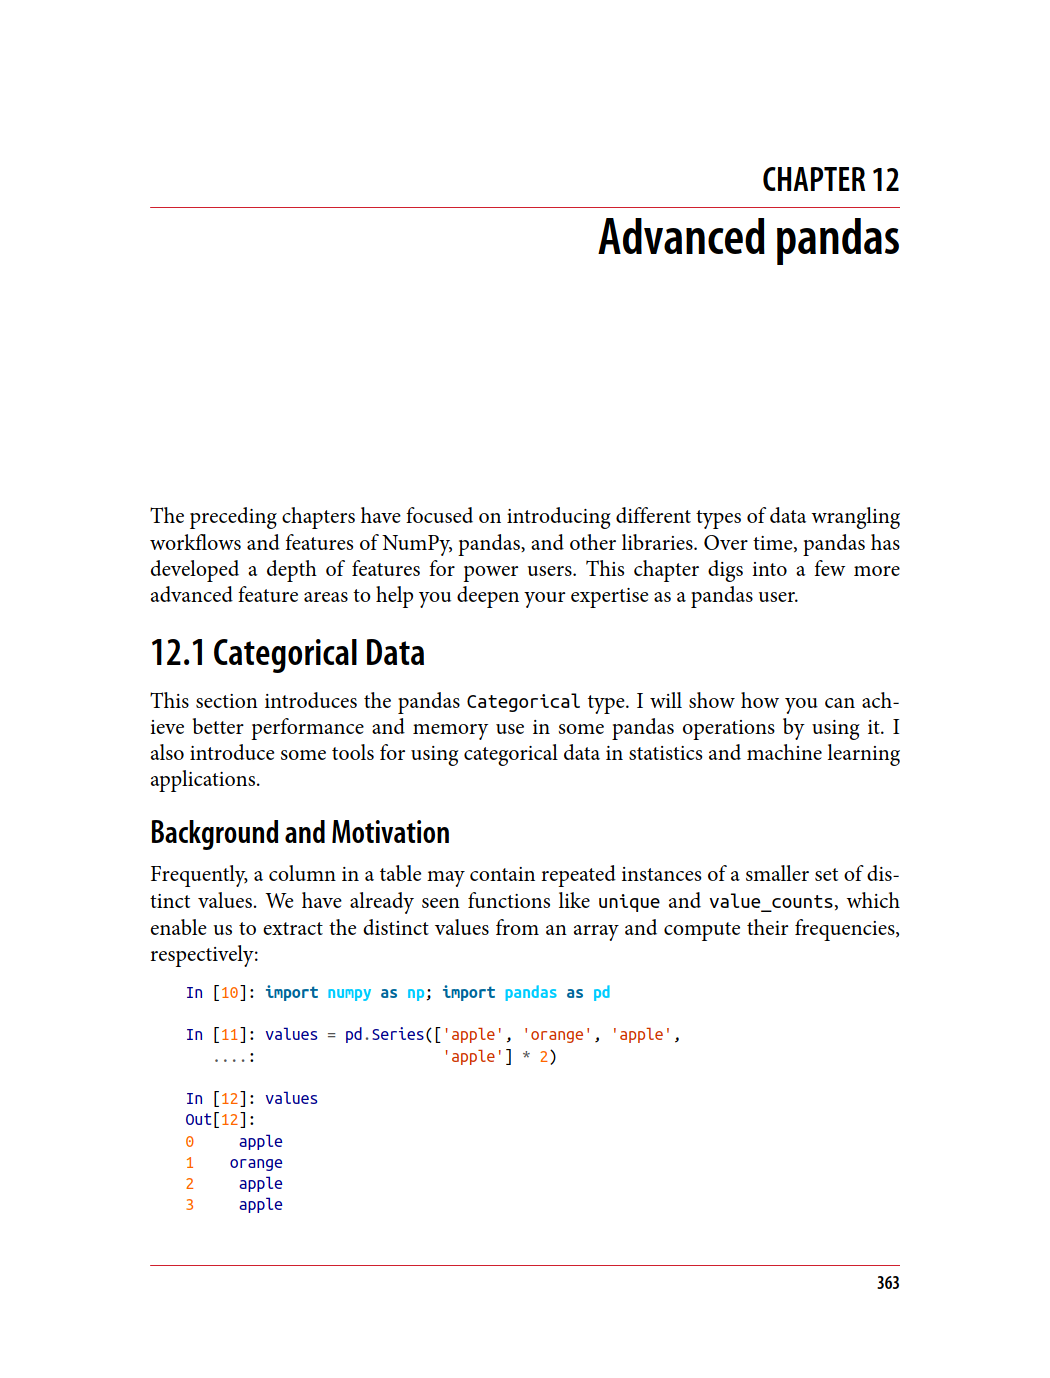 CHAPTER 12
Advanced pandas
The preceding chapters have focused on introducing different types of data wrangling
workflows and features of NumPy, pandas, and other libraries. Over time, pandas has
developed a depth of features for power users. This chapter digs into a few more
advanced feature areas to help you deepen your expertise as a pandas user.
12.1 Categorical Data
This section introduces the pandas Categorical type. I will show how you can ach-
ieve better performance and memory use in some pandas operations by using it. I
also introduce some tools for using categorical data in statistics and machine learning
applications.
Background and Motivation
Frequently, a column in a table may contain repeated instances of a smaller set of dis-
tinct values. We have already seen functions like unique and value_counts, which
enable us to extract the distinct values from an array and compute their frequencies,
respectively:
In [10]: import numpy as np; import pandas as pd
In [11]: values = pd.Series(['apple', 'orange', 'apple',
   ....:                     'apple'] * 2)
In [12]: values
Out[12]:
0     apple
1    orange
2     apple
3     apple
363